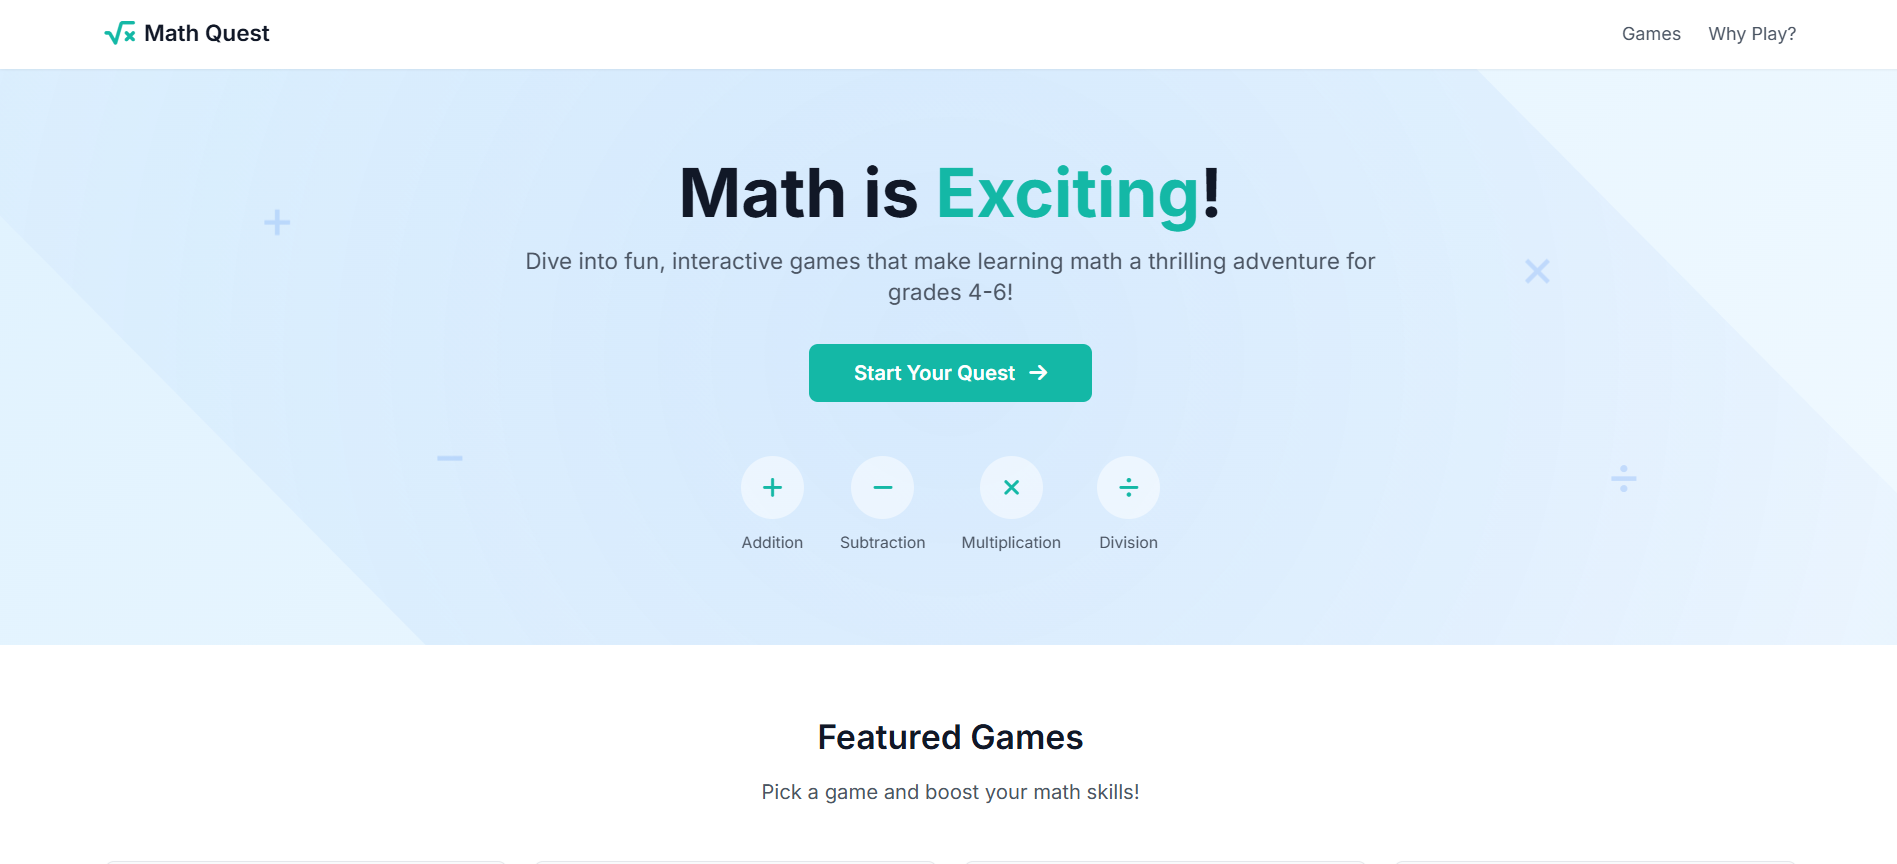 Math Quest
Games
Why Play?
Math is Exciting!
Dive into fun, interactive games that make learning math a thrilling adventure for
grades 4-6!
Start Your Quest →
+
−
×
÷
Addition
Subtraction
Multiplication
Division
Featured Games
Pick a game and boost your math skills!